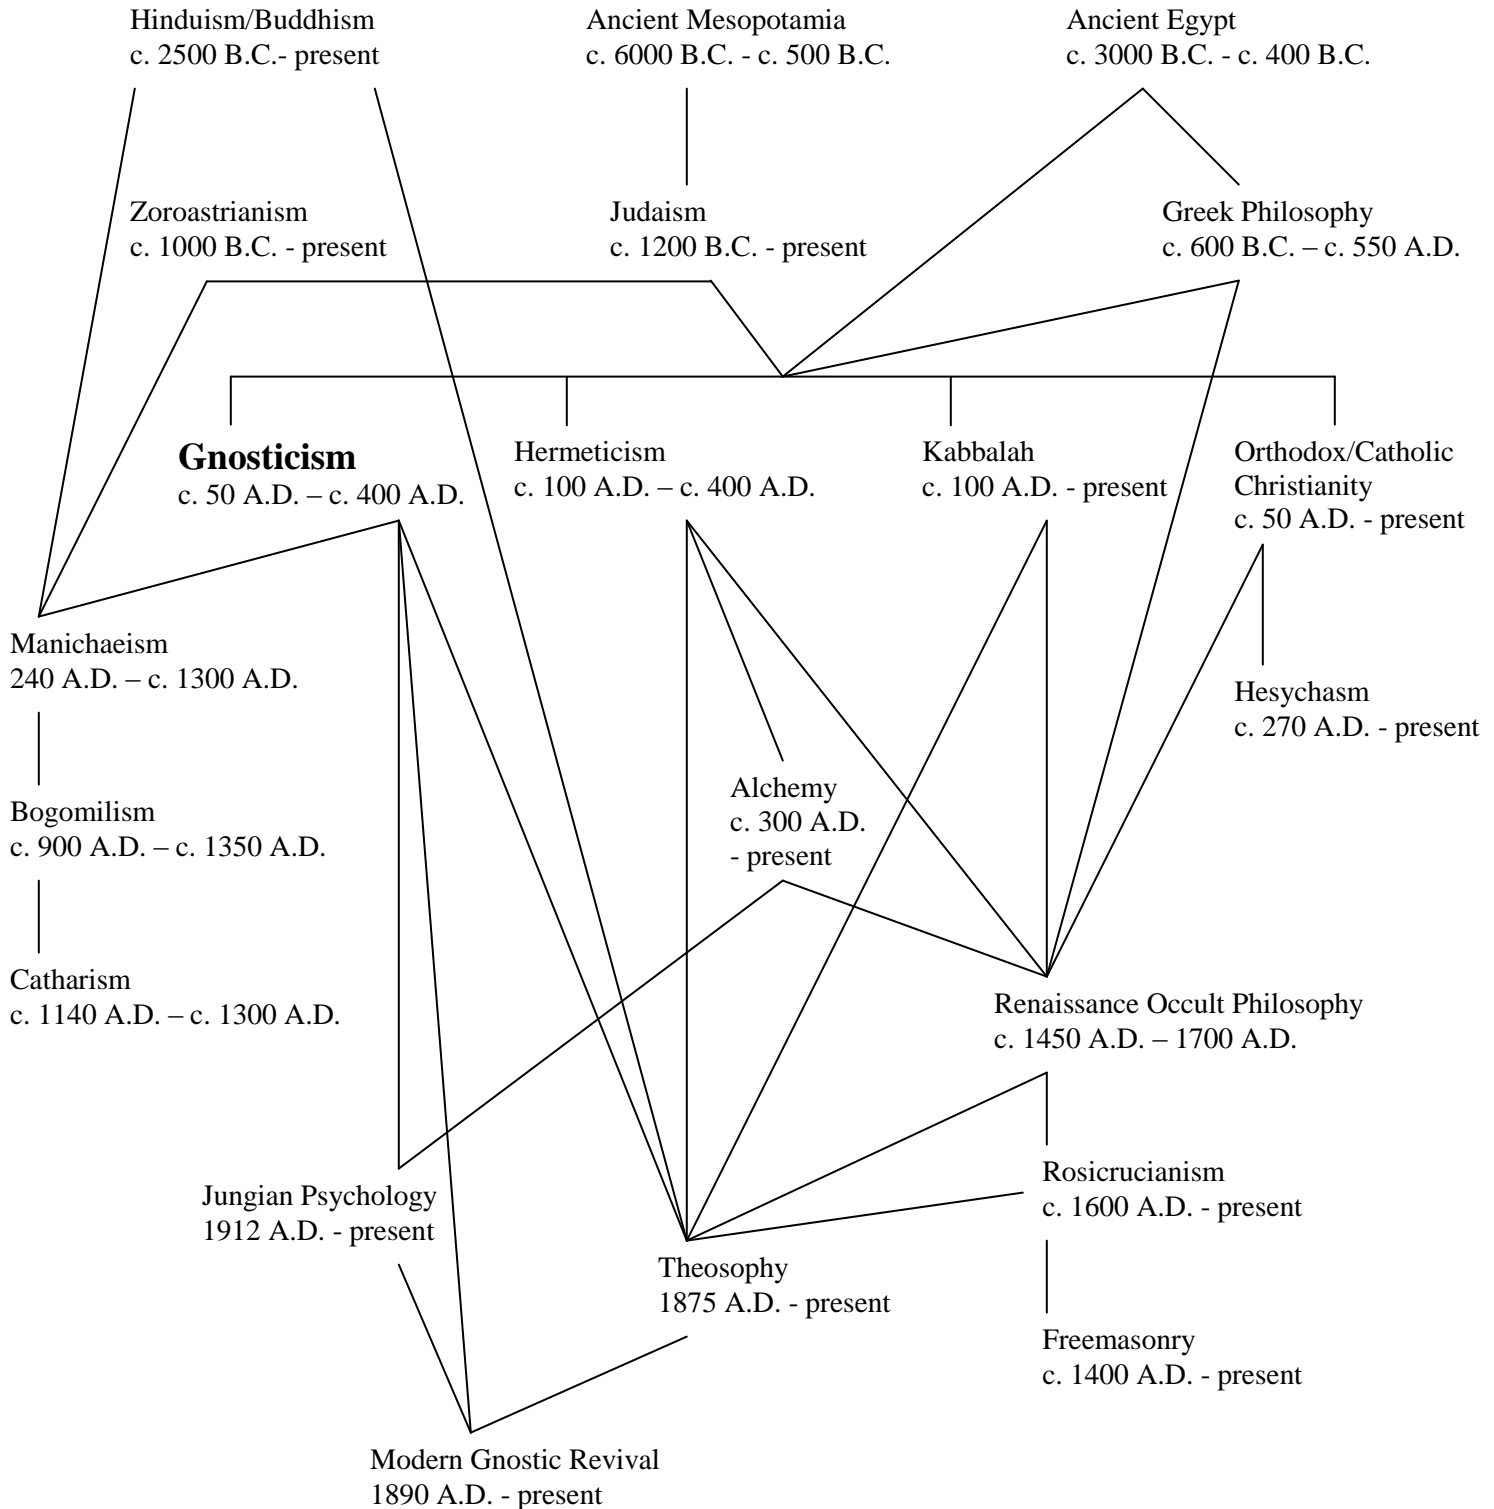 Hinduism/Buddhism
c. 2500 B.C.- present
Ancient Mesopotamia
c. 6000 B.C. - c. 500 B.C.
Ancient Egypt
c. 3000 B.C. - c. 400 B.C.
Zoroastrianism
c. 1000 B.C. - present
Judaism
c. 1200 B.C. - present
Greek Philosophy
c. 600 B.C. – c. 550 A.D.
Gnosticism
c. 50 A.D. – c. 400 A.D.
Hermeticism
c. 100 A.D. – c. 400 A.D.
Kabbalah
c. 100 A.D. - present
Orthodox/Catholic
Christianity
c. 50 A.D. - present
Manichaeism
240 A.D. – c. 1300 A.D.
Hesychasm
c. 270 A.D. - present
Alchemy
c. 300 A.D.
- present
Bogomilism
c. 900 A.D. – c. 1350 A.D.
Catharism
c. 1140 A.D. – c. 1300 A.D.
Renaissance Occult Philosophy
c. 1450 A.D. – 1700 A.D.
Jungian Psychology
1912 A.D. - present
Rosicrucianism
c. 1600 A.D. - present
Theosophy
1875 A.D. - present
Freemasonry
c. 1400 A.D. - present
Modern Gnostic Revival
1890 A.D. - present